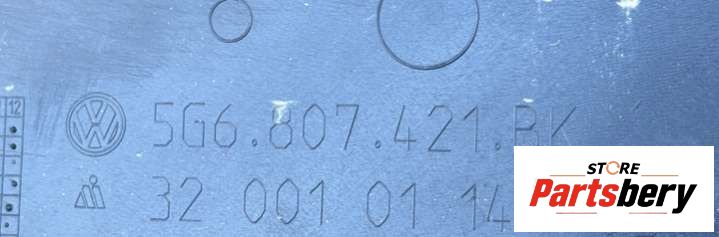 12
5G6.807.421.BK
32 001 01 14
STORE
Partsbery